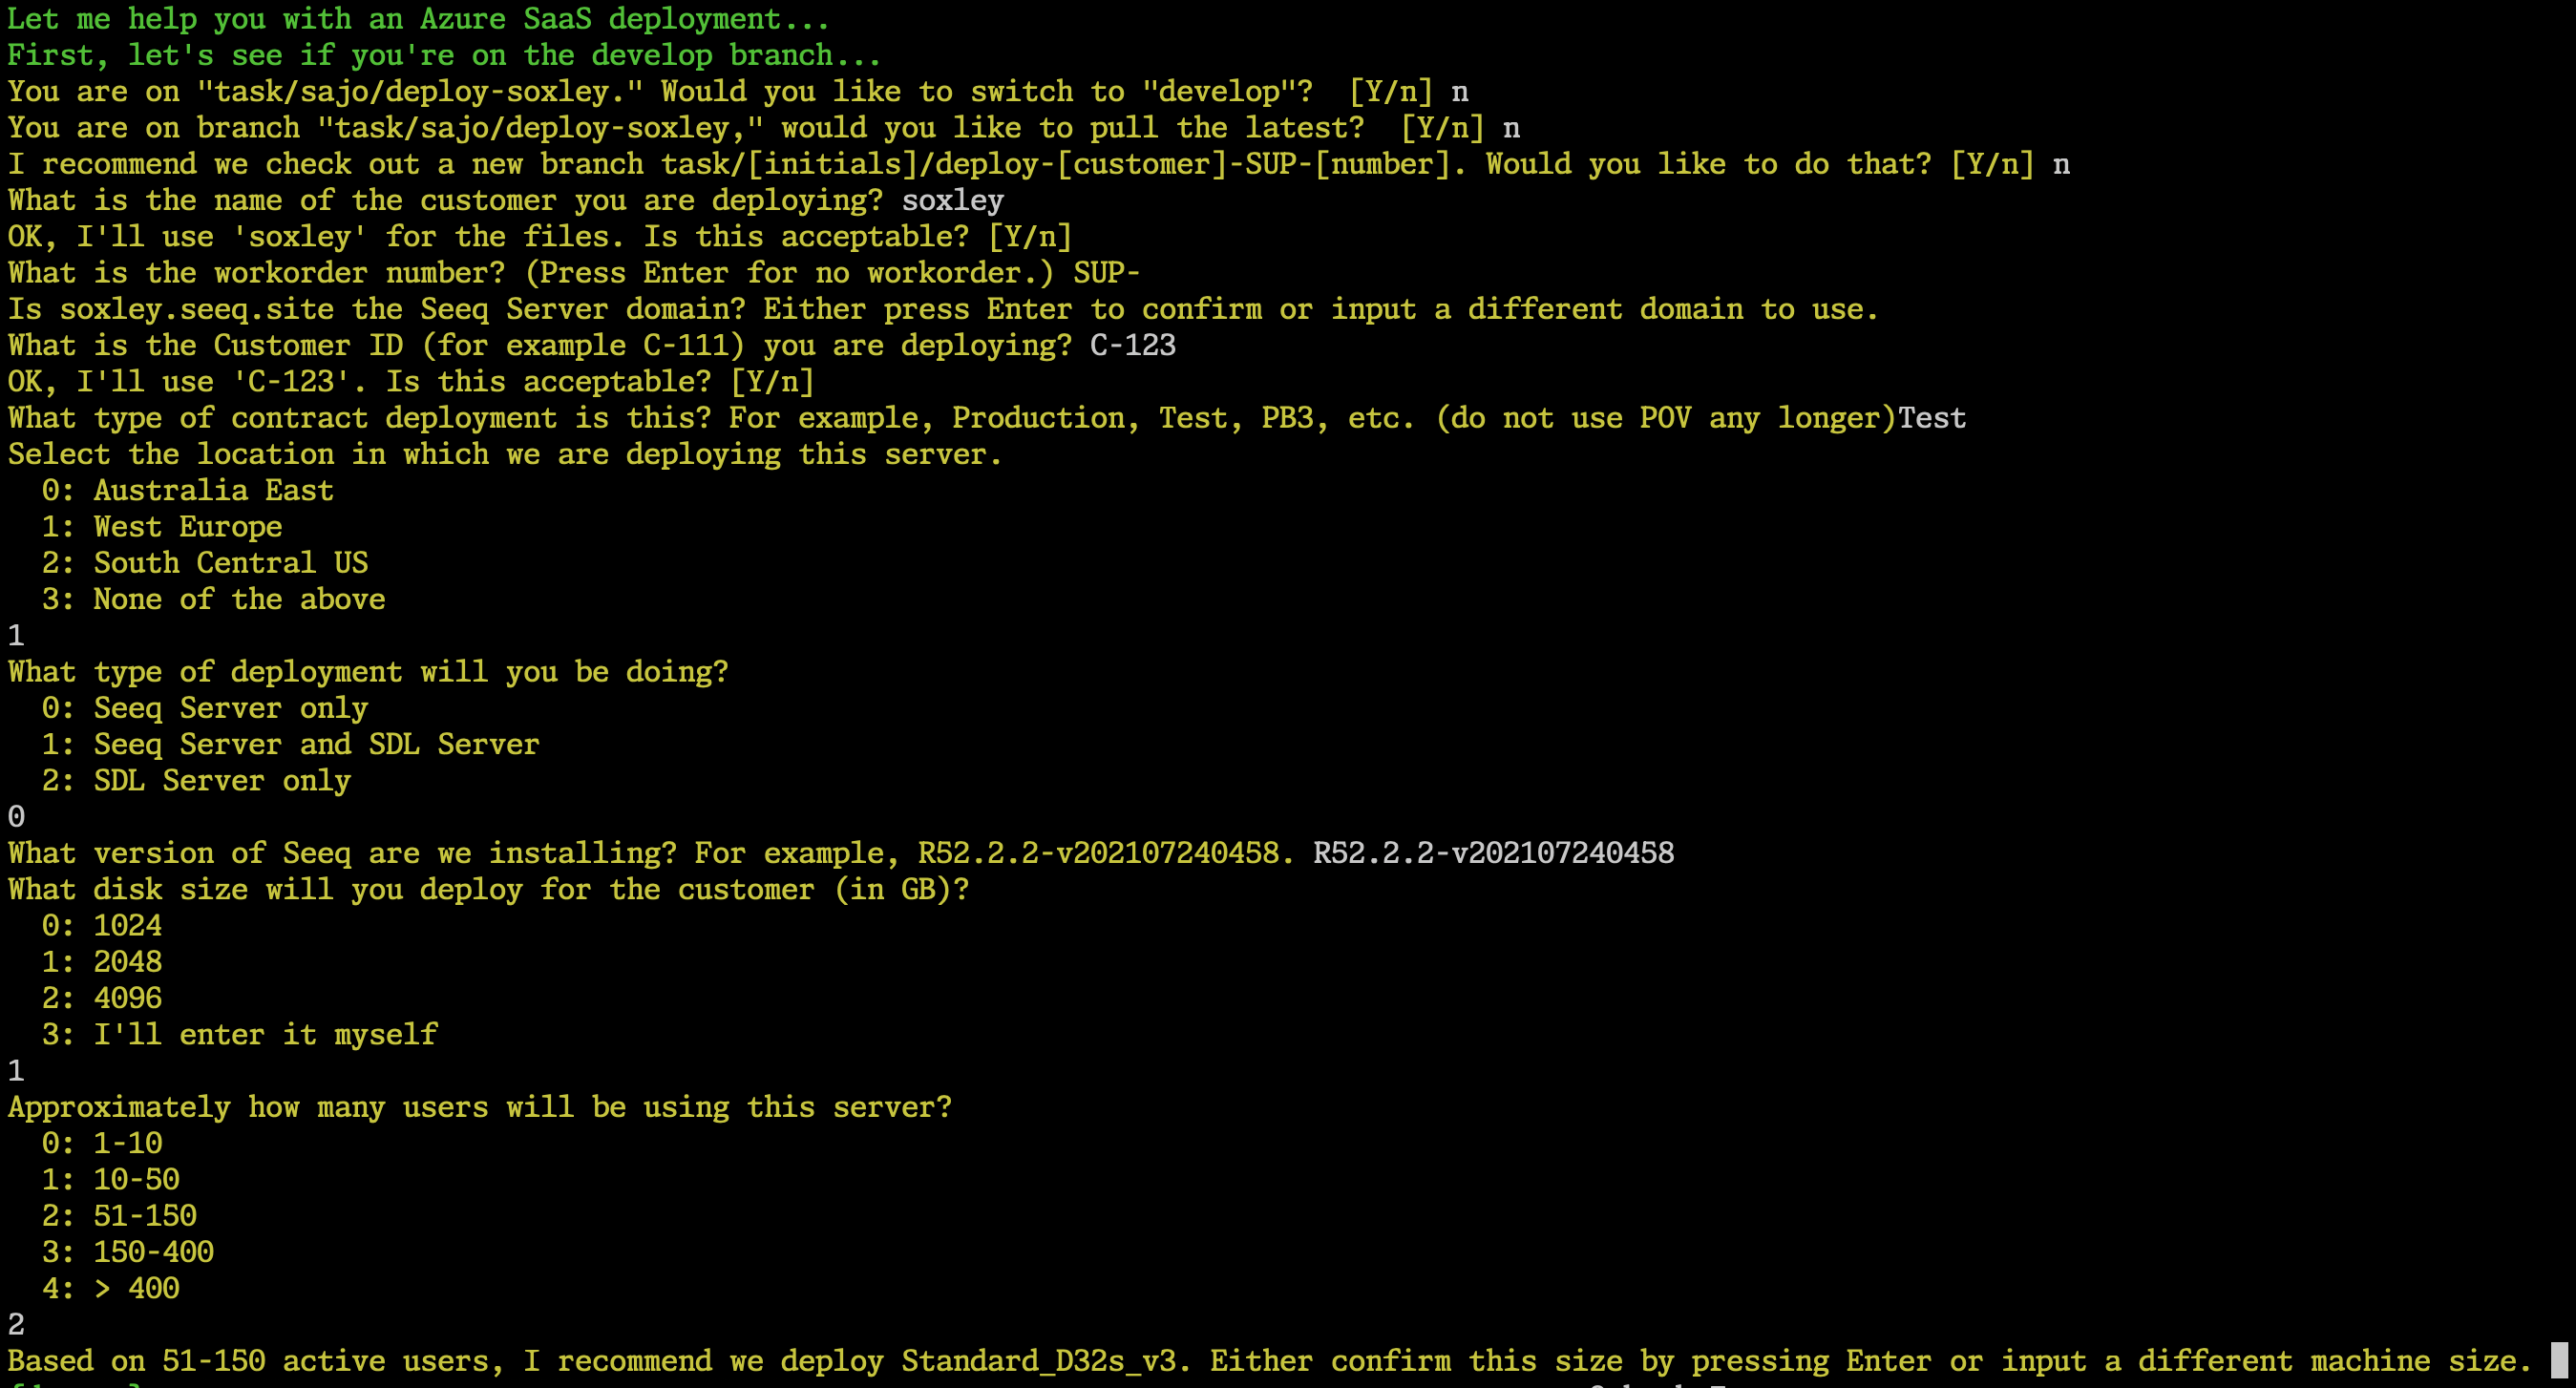 Let me help you with an Azure SaaS deployment...
First, let's see if you're on the develop branch...
You are on "task/sajo/deploy-soxley." Would you like to switch to "develop"?  [Y/n] n
You are on branch "task/sajo/deploy-soxley," would you like to pull the latest?  [Y/n] n
I recommend we check out a new branch task/[initials]/deploy-[customer]-SUP-[number]. Would you like to do that? [Y/n] n
What is the name of the customer you are deploying? soxley
OK, I'll use 'soxley' for the files. Is this acceptable? [Y/n]
What is the workorder number? (Press Enter for no workorder.) SUP-
Is soxley.seeq.site the Seeq Server domain? Either press Enter to confirm or input a different domain to use.
What is the Customer ID (for example C-111) you are deploying? C-123
OK, I'll use 'C-123'. Is this acceptable? [Y/n]
What type of contract deployment is this? For example, Production, Test, PB3, etc. (do not use POV any longer)Test
Select the location in which we are deploying this server.
  0: Australia East
  1: West Europe
  2: South Central US
  3: None of the above
1
What type of deployment will you be doing?
  0: Seeq Server only
  1: Seeq Server and SDL Server
  2: SDL Server only
0
What version of Seeq are we installing? For example, R52.2.2-v202107240458. R52.2.2-v202107240458
What disk size will you deploy for the customer (in GB)?
  0: 1024
  1: 2048
  2: 4096
  3: I'll enter it myself
1
Approximately how many users will be using this server?
  0: 1-10
  1: 10-50
  2: 51-150
  3: 150-400
  4: > 400
2
Based on 51-150 active users, I recommend we deploy Standard_D32s_v3. Either confirm this size by pressing Enter or input a different machine size.